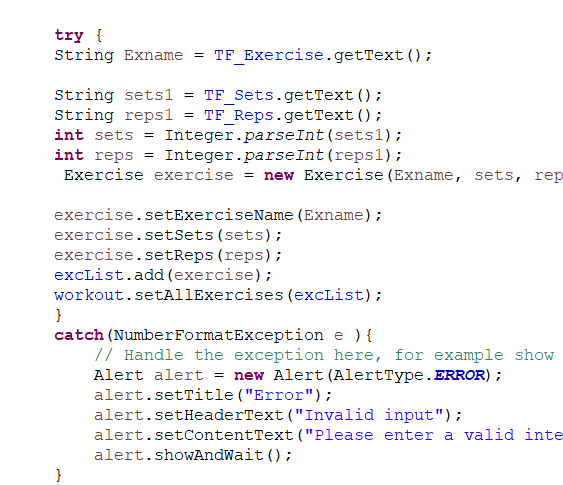 try {
String Exname = TF_Exercise.getText();
String sets1 = TF_Sets.getText();
String reps1 = TF_Reps.getText();
int sets = Integer.parseInt(sets1);
int reps = Integer.parseInt(reps1);
Exercise exercise = new Exercise(Exname, sets, rep
exercise.setExerciseName(Exname);
exercise.setSets(sets);
exercise.setReps(reps);
excList.add(exercise);
workout.setAllExercises(excList);
}
catch(NumberFormatException e ){
// Handle the exception here, for example show
Alert alert = new Alert(AlertType.ERROR);
alert.setTitle("Error");
alert.setHeaderText("Invalid input");
alert.setContentText("Please enter a valid inte
alert.showAndWait();
}